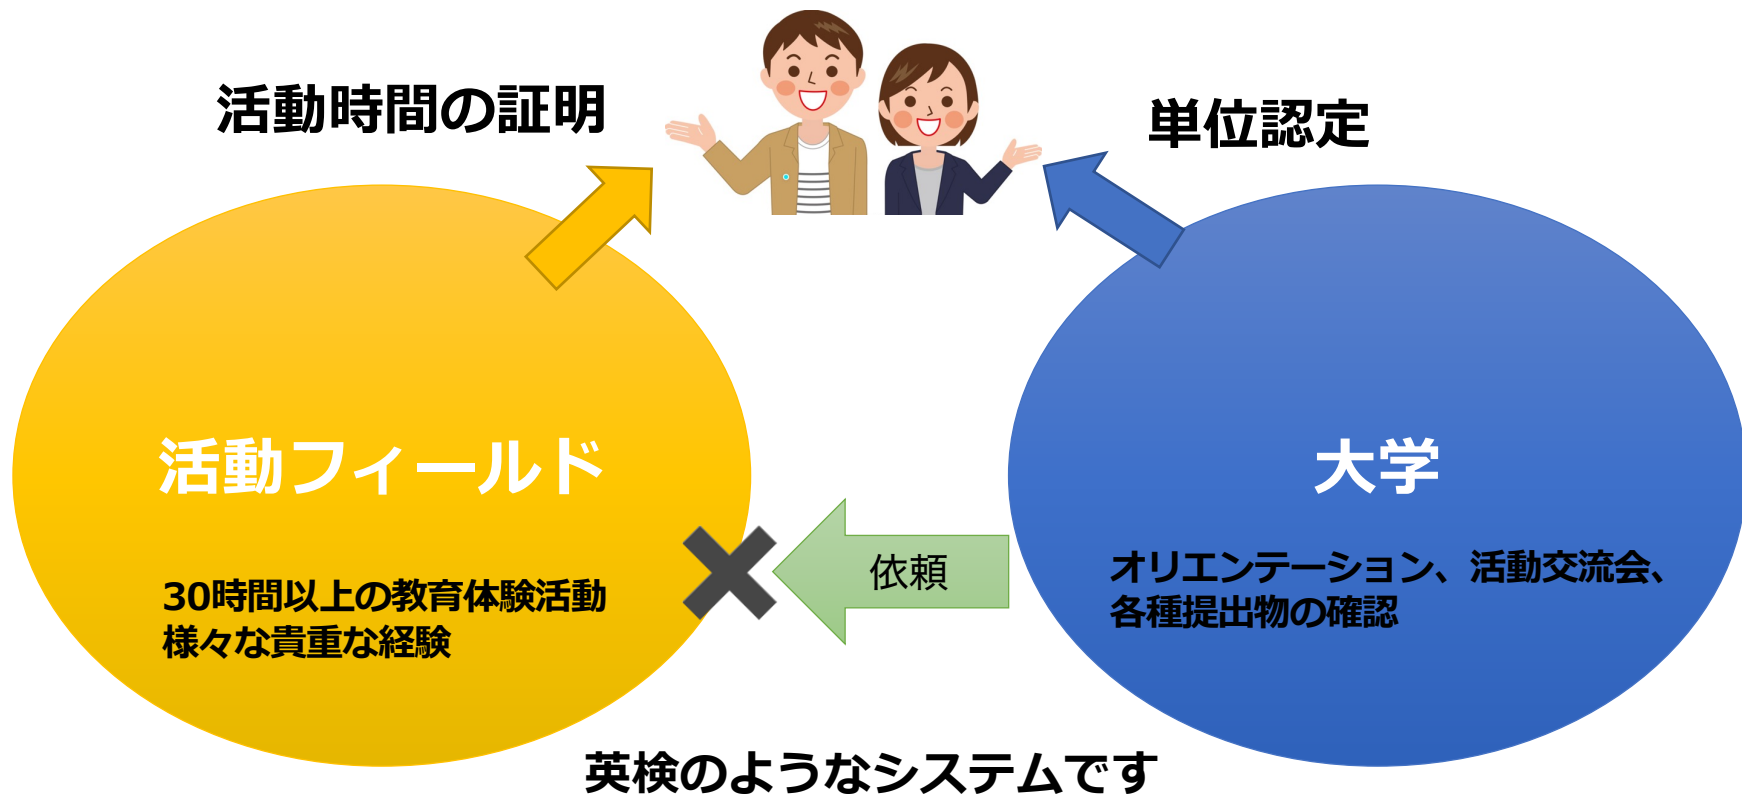 活動時間の証明
単位認定
活動フィールド
30時間以上の教育体験活動
様々な貴重な経験
依頼
大学
オリエンテーション、活動交流会、
各種提出物の確認
英検のようなシステムです